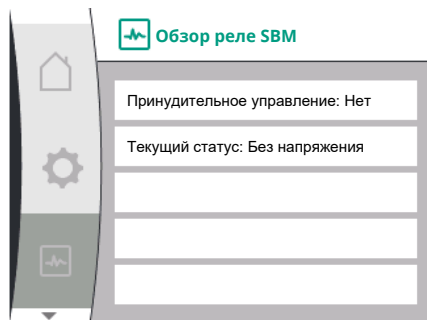 Обзор реле SBM
Принудительное управление: Нет
Текущий статус: Без напряжения